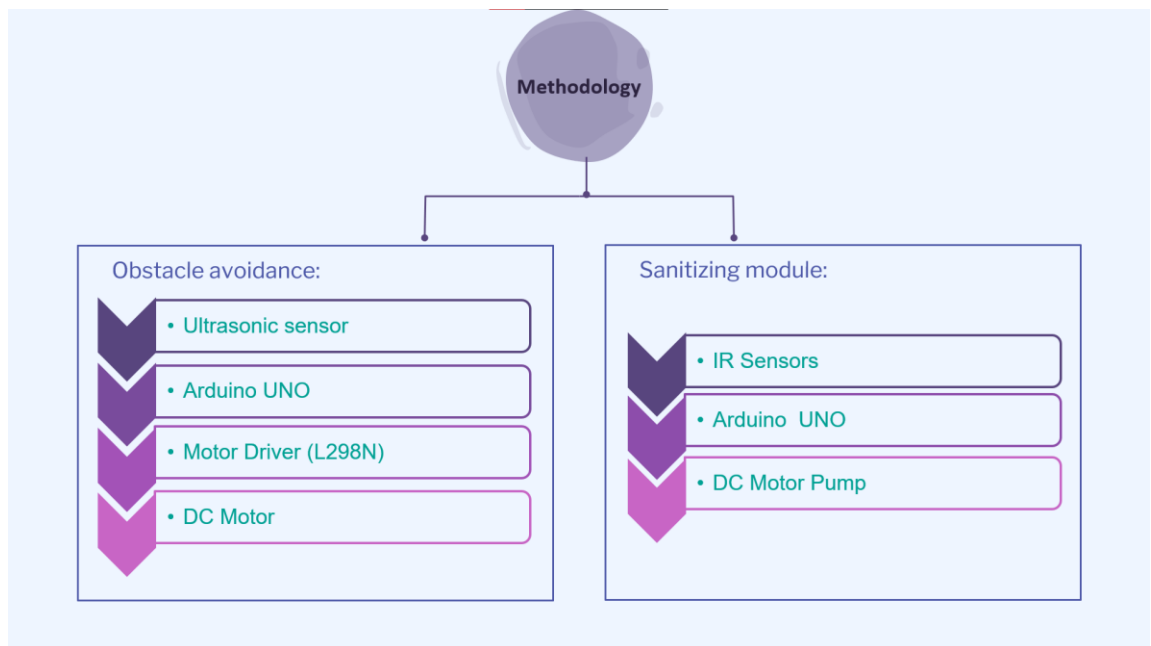 Methodology
Obstacle avoidance:
• Ultrasonic sensor
• Arduino UNO
• Motor Driver (L298N)
• DC Motor
Sanitizing module:
• IR Sensors
• Arduino  UNO
• DC Motor Pump